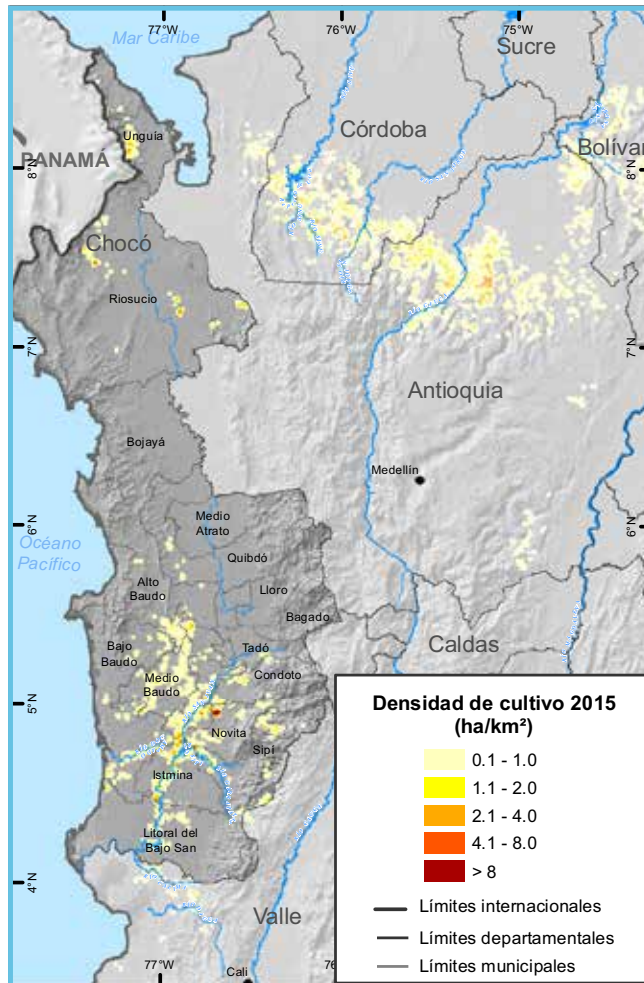 77°W
76°W
75°W
Mar Caribe
Sucre
Córdoba
Unguía
PANAMÁ
8°N
Bolívar
8°N
Chocó
Riosucio
7°N
7°N
Antioquia
Bojayá
Medellín
Medio
Atrato
6°N
6°N
Océano
Pacífico
Quibdó
Alto
Baudo
Lloro
Bagado
Bajo
Baudo
Tadó
Caldas
Medio
Baudo
Condoto
5°N
Novita
Sipí
Istmina
Litoral del
Bajo San
4°N
Valle
77°W
76
Cali
Densidad de cultivo 2015
(ha/km²)
0.1 - 1.0
1.1 - 2.0
2.1 - 4.0
4.1 - 8.0
> 8
Límites internacionales
Límites departamentales
Límites municipales